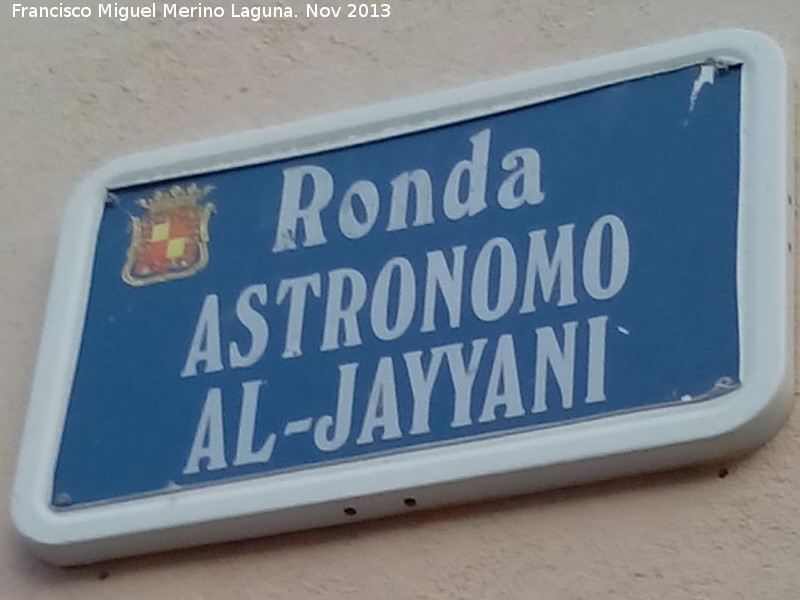 Francisco Miguel Merino Laguna. Nov 2013
Ronda
ASTRONOMO
AL-JAYYANI